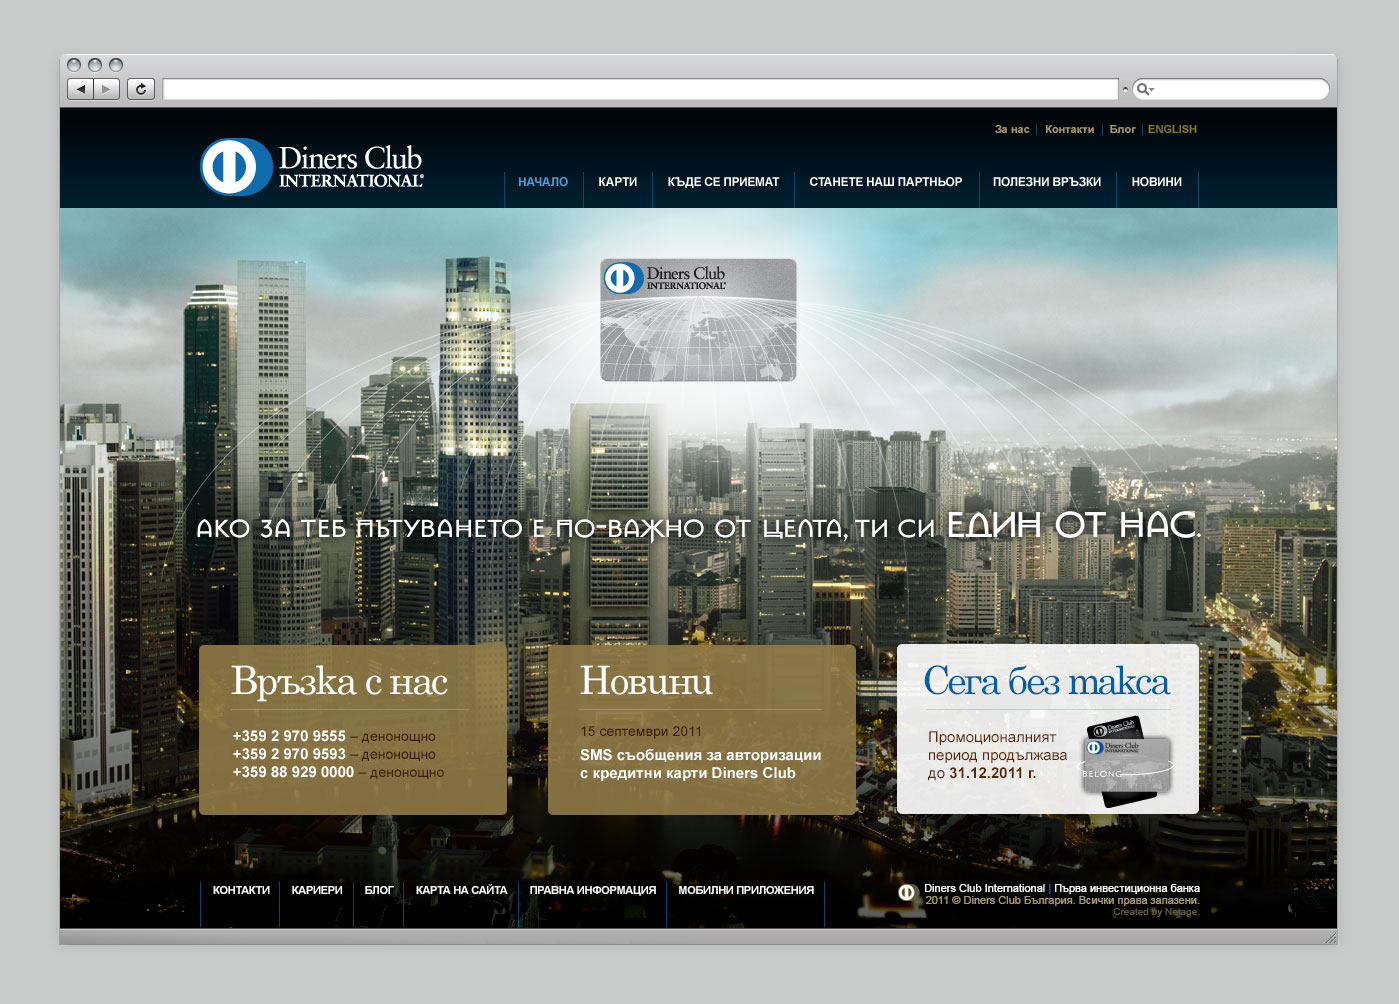 За нас | Контакти | Блог | ENGLISH
Diners Club
INTERNATIONAL®
НАЧАЛО
КАРТИ
КЪДЕ СЕ ПРИЕМАТ
СТАНЕТЕ НАШ ПАРТНЬОР
ПОЛЕЗНИ ВРЪЗКИ
НОВИНИ
Diners Club
INTERNATIONAL®
АКО ЗА ТЕБ ПЪТУВАНЕТО Е ПО-ВАЖНО ОТ ЦЕЛТА, ТИ СИ ЕДИН ОТ НАС.
Връзка с нас
+359 2 970 9555 – денонощно
+359 2 970 9593 – денонощно
+359 88 929 0000 – денонощно
Новини
15 септември 2011
SMS съобщения за авторизации
с кредитни карти Diners Club
Сега без такса
Промоционалният
период продължава
до 31.12.2011 г.
Diners Club
INTERNATIONAL
Diners Club
INTERNATIONAL
BELONG
КОНТАКТИ
КАРИЕРИ
БЛОГ
КАРТА НА САЙТА
ПРАВНА ИНФОРМАЦИЯ
МОБИЛНИ ПРИЛОЖЕНИЯ
Diners Club International | Първа инвестиционна банка
2011 © Diners Club България. Всички права запазени.
Created by Netage.